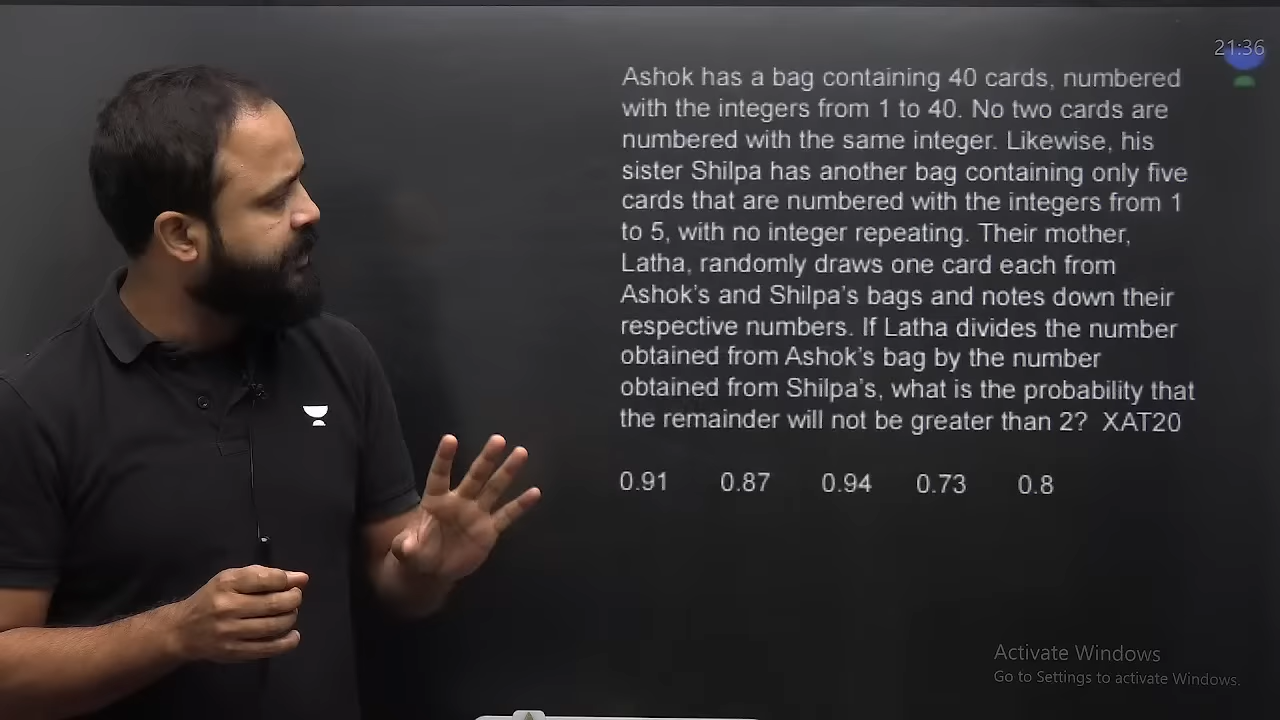 21:36
Ashok has a bag containing 40 cards, numbered
with the integers from 1 to 40. No two cards are
numbered with the same integer. Likewise, his
sister Shilpa has another bag containing only five
cards that are numbered with the integers from 1
to 5, with no integer repeating. Their mother,
Latha, randomly draws one card each from
Ashok's and Shilpa's bags and notes down their
respective numbers. If Latha divides the number
obtained from Ashok's bag by the number
obtained from Shilpa's, what is the probability that
the remainder will not be greater than 2? XAT20
0.91 0.87 0.94 0.73 0.8
Activate Windows
Go to Settings to activate Windows.